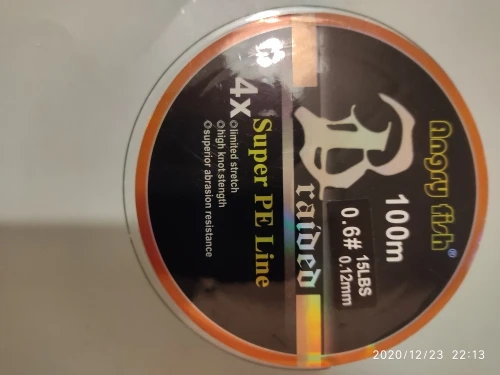 Angry fish®
100m
0.6# 15LBS
0.12mm
Braided
4x Super PE Line
limited stretch
high knot stength
superior abrasion resistance
2020/12/23 22:13